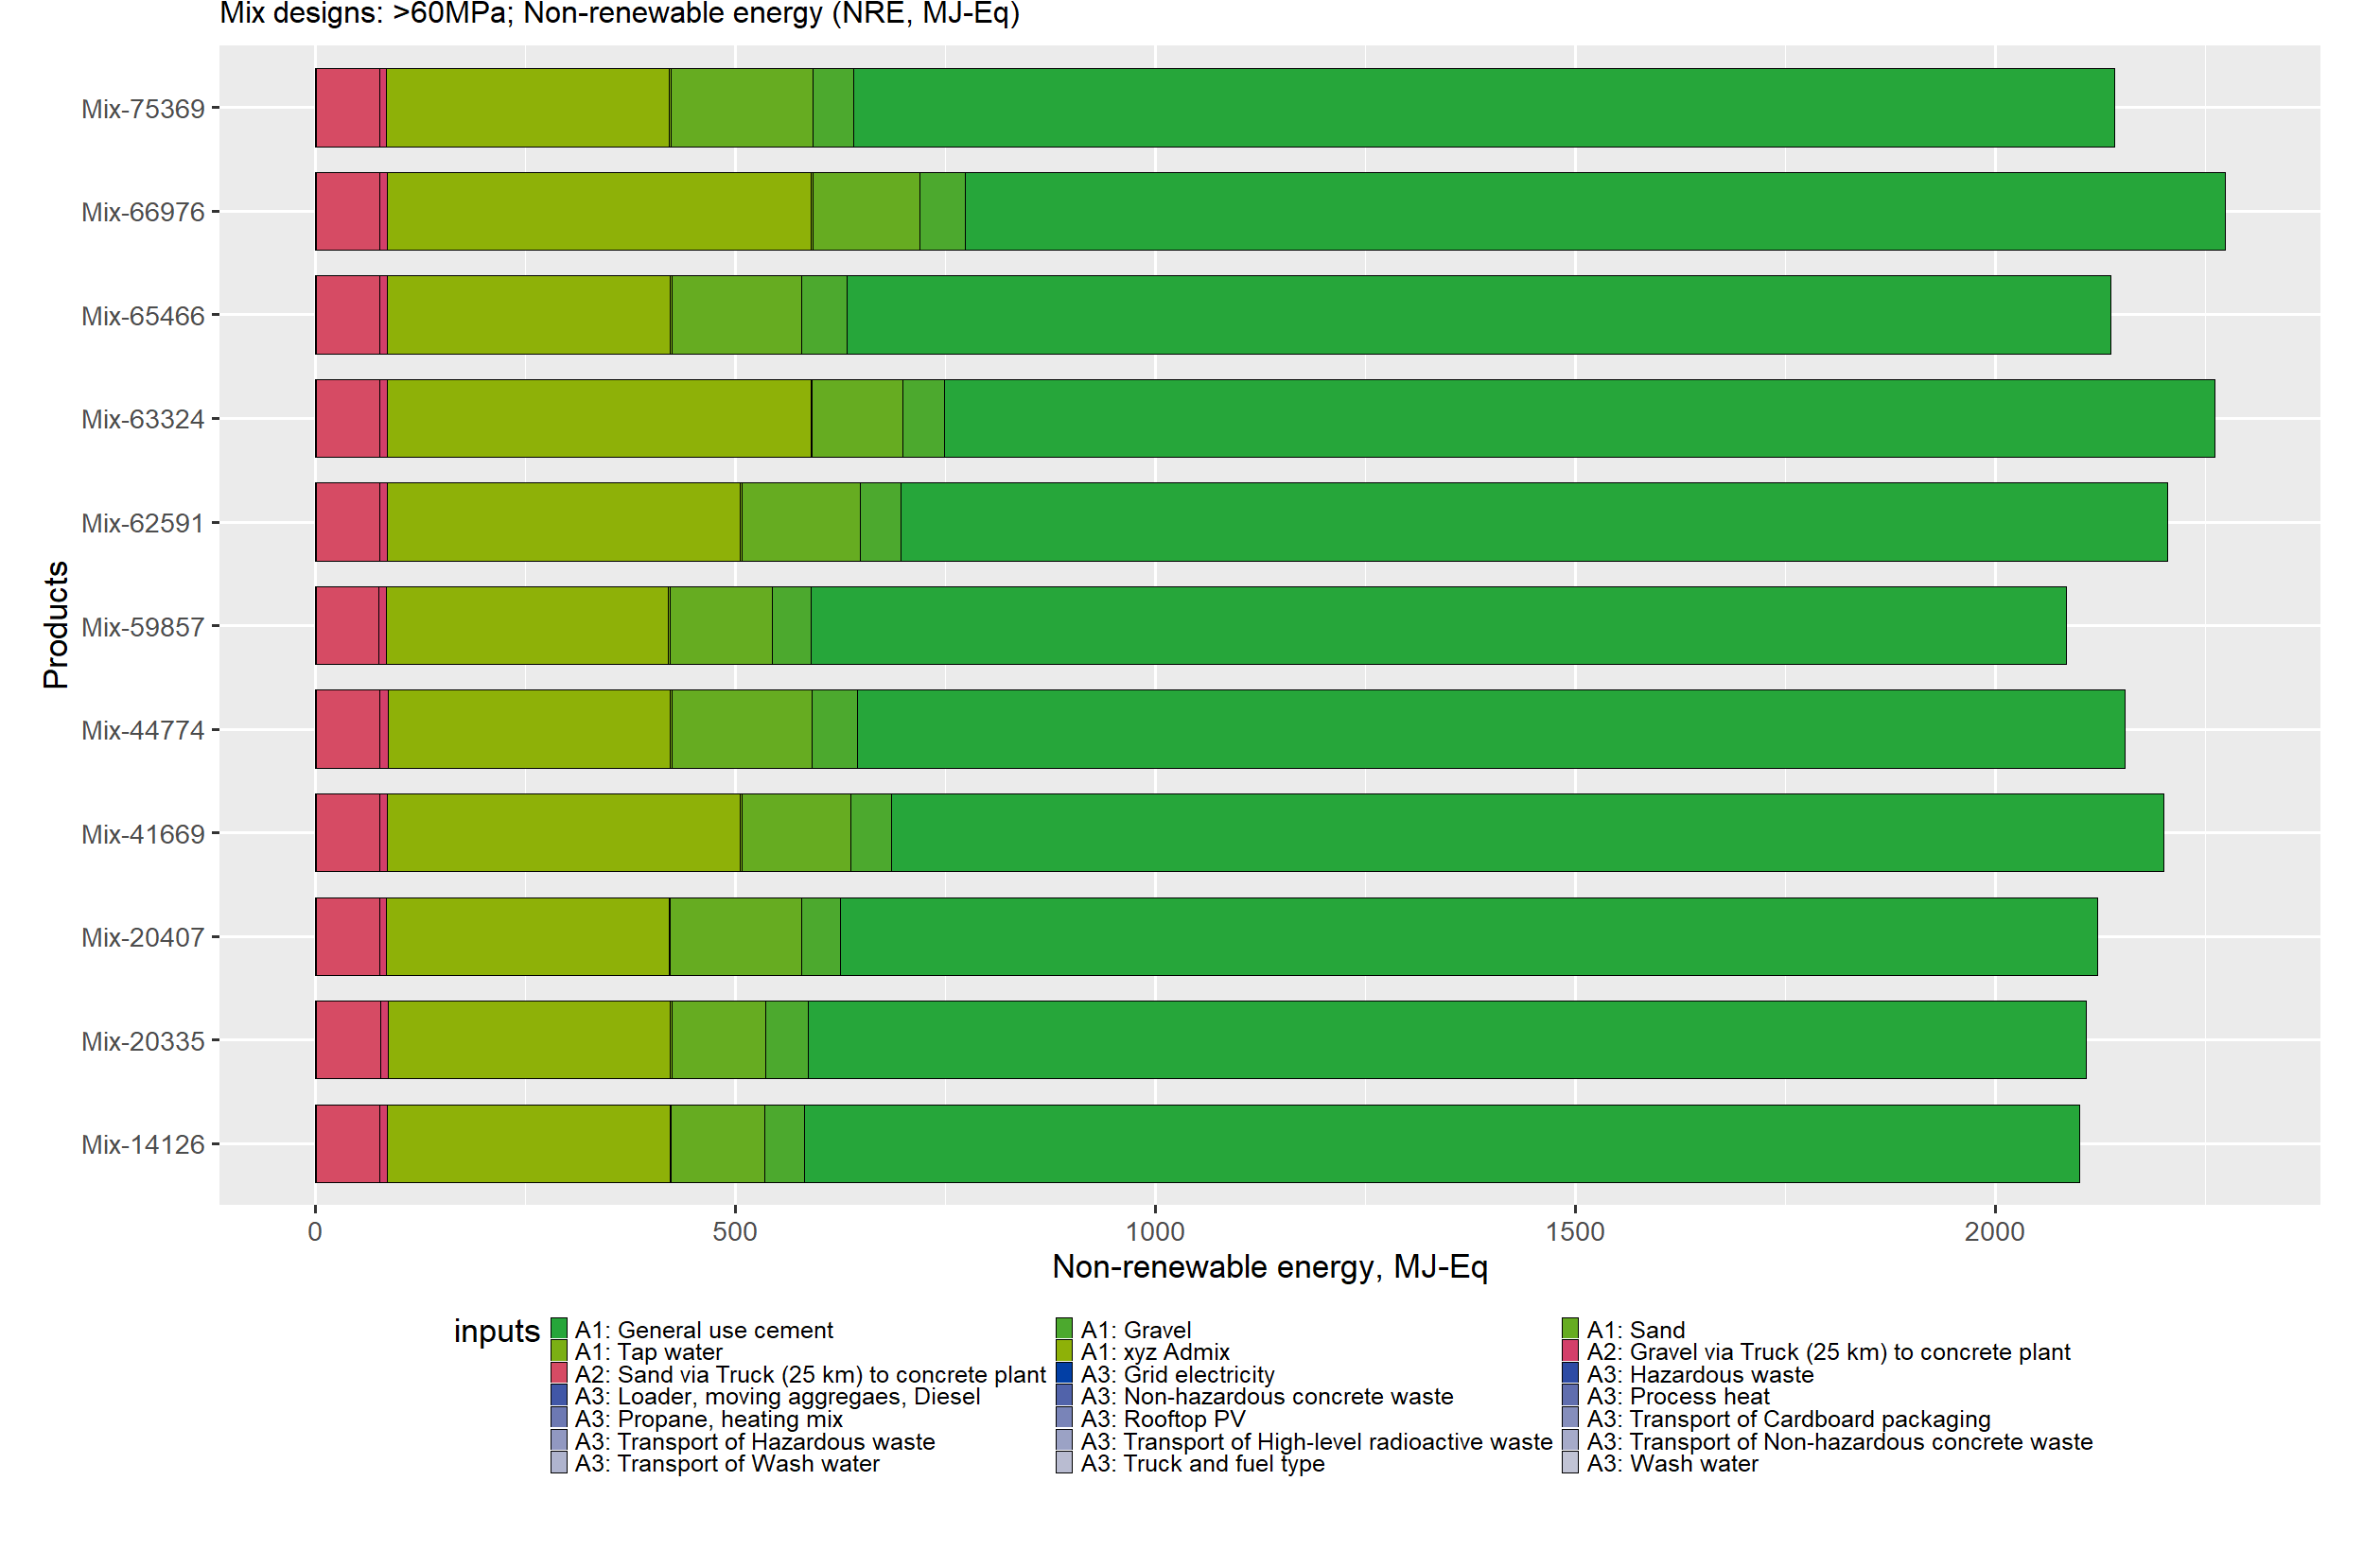 Mix designs: >60MPa; Non-renewable energy (NRE, MJ-Eq)
Products
Mix-75369
Mix-66976
Mix-65466
Mix-63324
Mix-62591
Mix-59857
Mix-44774
Mix-41669
Mix-20407
Mix-20335
Mix-14126
0 500 1000 1500 2000
Non-renewable energy, MJ-Eq
inputs
A1: General use cement A1: Gravel A1: Sand
A1: Tap water A1: xyz Admix A2: Gravel via Truck (25 km) to concrete plant
A2: Sand via Truck (25 km) to concrete plant A3: Grid electricity A3: Hazardous waste
A3: Loader, moving aggregaes, Diesel A3: Non-hazardous concrete waste A3: Process heat
A3: Propane, heating mix A3: Rooftop PV A3: Transport of Cardboard packaging
A3: Transport of Hazardous waste A3: Transport of High-level radioactive waste A3: Transport of Non-hazardous concrete waste
A3: Transport of Wash water A3: Truck and fuel type A3: Wash water